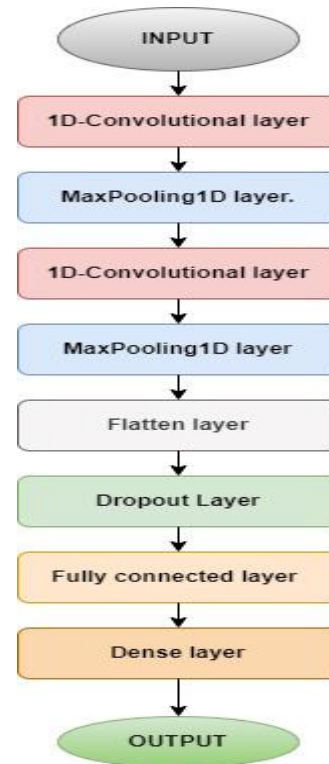 INPUT
1D-Convolutional layer
MaxPooling1D layer.
1D-Convolutional layer
MaxPooling1D layer
Flatten layer
Dropout Layer
Fully connected layer
Dense layer
OUTPUT